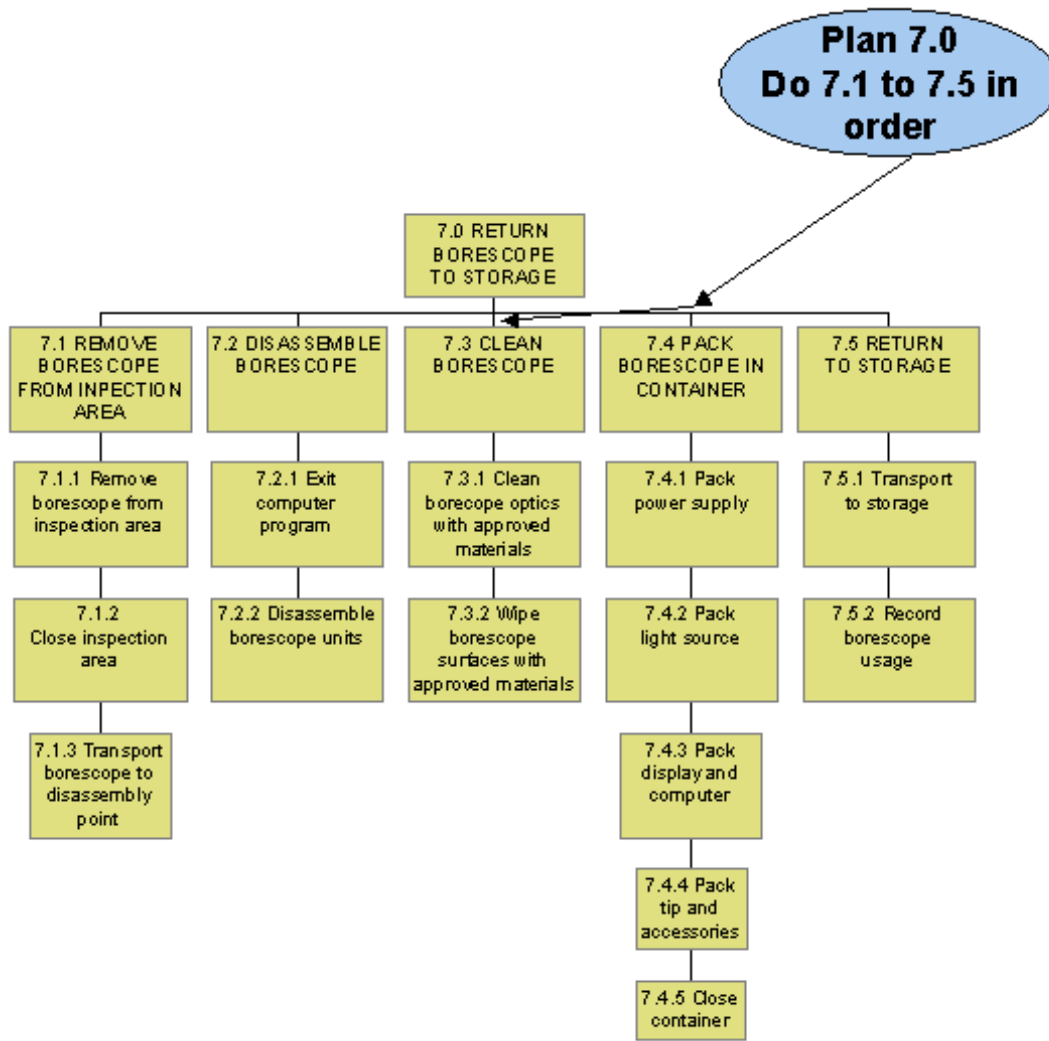 Plan 7.0
Do 7.1 to 7.5 in
order
7.0 RETURN
BORESCOPE
TO STORAGE
7.1 REMOVE
BORESCOPE
FROM INPECTION
AREA
7.2 DISASSEMBLE
BORESCOPE
7.3 CLEAN
BORESCOPE
7.4 PACK
BORESCOPE IN
CONTAINER
7.5 RETURN
TO STORAGE
7.1.1 Remove
borescope from
inspection area
7.2.1 Exit
computer
program
7.3.1 Clean
borecope optics
with approved
materials
7.4.1 Pack
power supply
7.5.1 Transport
to storage
7.1.2
Close inspection
area
7.2.2 Disassemble
borescope units
7.3.2 Wipe
borescope
surfaces with
approved materials
7.4.2 Pack
light source
7.5.2 Record
borescope
usage
7.1.3 Transport
borescope to
disassembly
point
7.4.3 Pack
display and
computer
7.4.4 Pack
tip and
accessories
7.4.5 Close
container